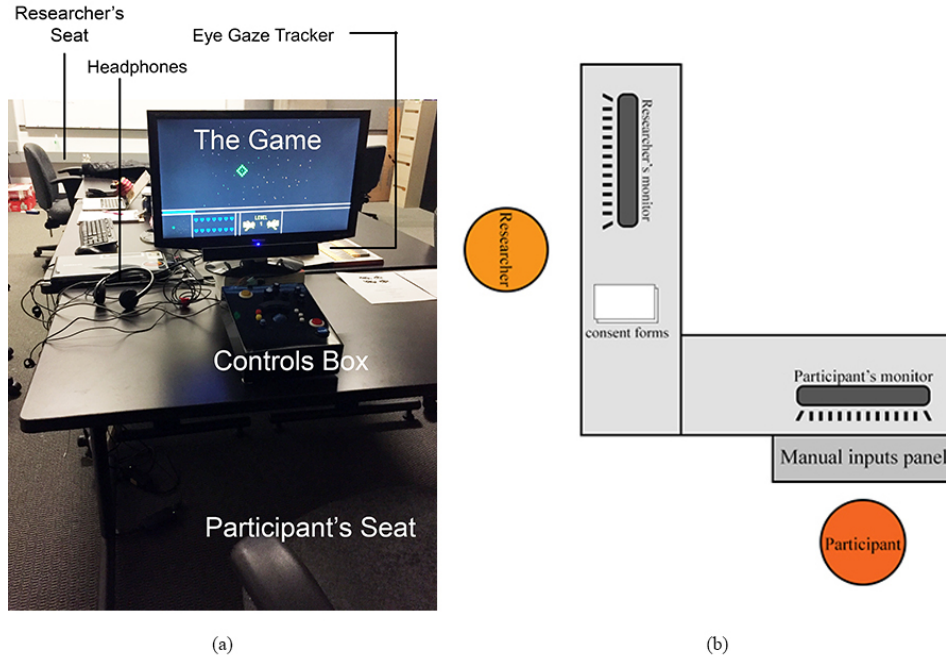 Researcher's
Seat
Headphones
Eye Gaze Tracker
The Game
LEVEL
Controls Box
Participant's Seat
(a)
Researcher's monitor
Researcher
consent forms
Participant's monitor
Manual inputs panel
Participant
(b)